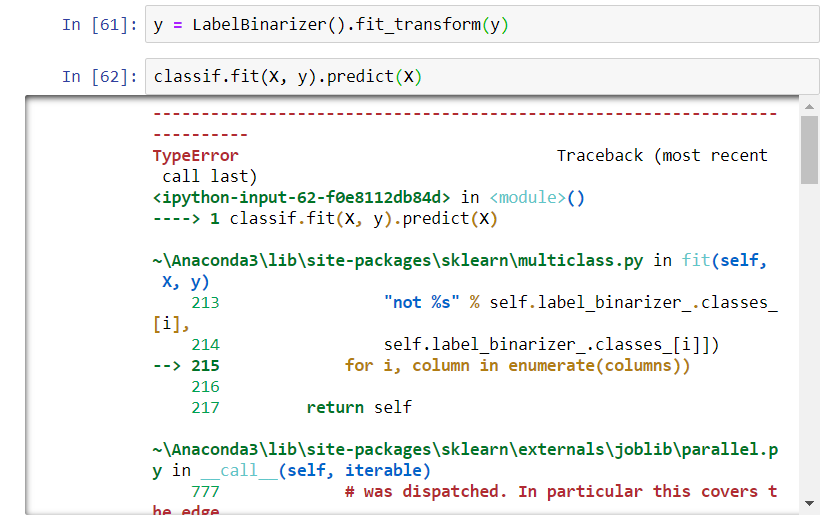 In [61]: y = LabelBinarizer().fit_transform(y)
In [62]: classif.fit(X, y).predict(X)
---------------------------------------------------------------------------
TypeError Traceback (most recent
call last)
<ipython-input-62-f0e8112db84d> in <module>()
----> 1 classif.fit(X, y).predict(X)
~\Anaconda3\lib\site-packages\sklearn\multiclass.py in fit(self,
X, y)
213 "not %s" % self.label_binarizer_.classes_
[i],
214 self.label_binarizer_.classes_[i]])
--> 215 for i, column in enumerate(columns))
216
217 return self
~\Anaconda3\lib\site-packages\sklearn\externals\joblib\parallel.p
y in __call__(self, iterable)
777 # was dispatched. In particular this covers t
he edge